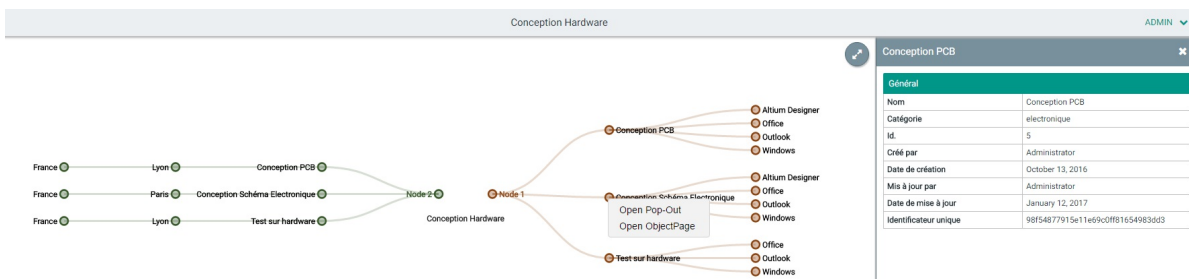 Conception Hardware
ADMIN
Conception PCB
Général
Nom Conception PCB
Catégorie electronique
Id. 5
Créé par Administrator
Date de création October 13, 2016
Mis à jour par Administrator
Date de mise à jour January 12, 2017
Identificateur unique 98f54877915e11e69c0ff81654983dd3
France Lyon Conception PCB
France Paris Conception Schéma Electronique
France Lyon Test sur hardware
Node 2
Node 1
Conception Hardware
Conception PCB
Altium Designer
Office
Outlook
Windows
Conception Schéma Electronique
Altium Designer
Office
Outlook
Windows
Open Pop-Out
Open ObjectPage
Test sur hardware
Office
Outlook
Windows